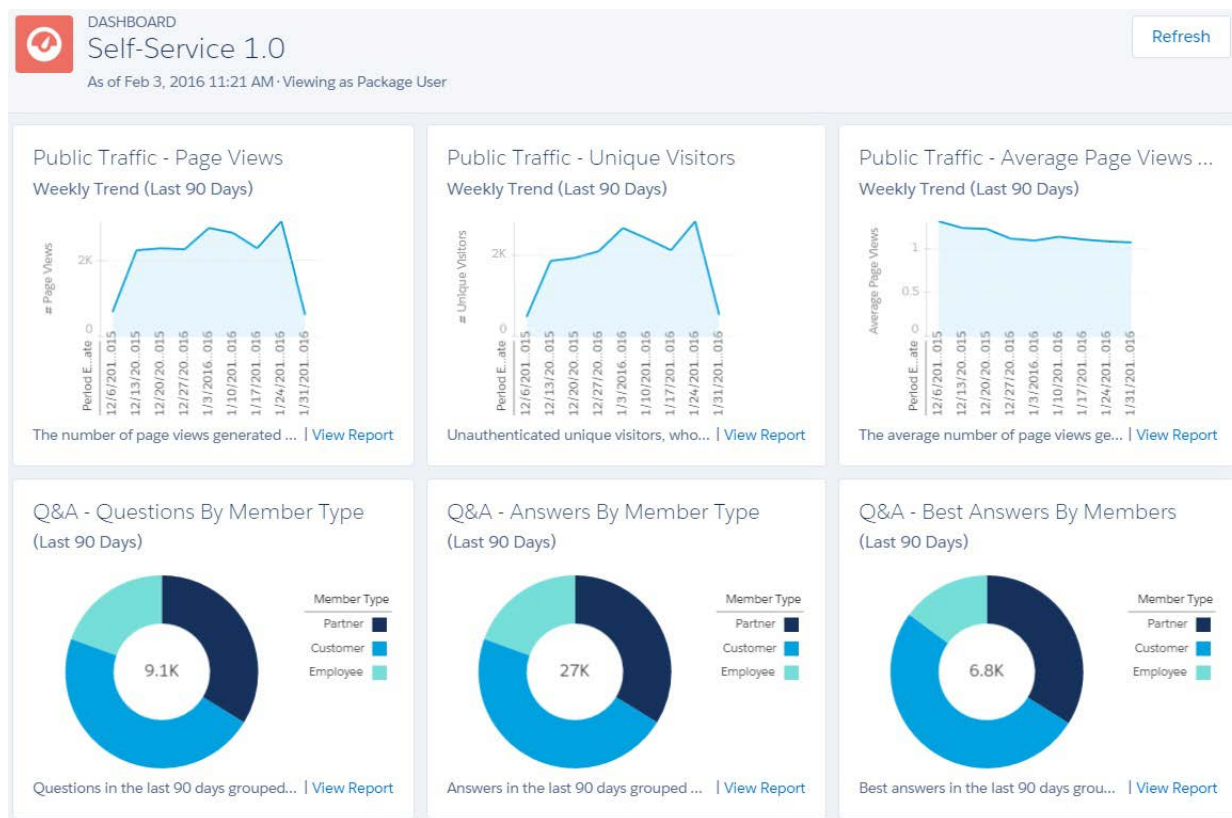 DASHBOARD
Self-Service 1.0
As of Feb 3, 2016 11:21 AM·Viewing as Package User
Refresh
Public Traffic - Page Views
Weekly Trend (Last 90 Days)
# Page Views
2K
0
Period E...ate
12/6/201...015
12/13/20...015
12/20/20...015
12/27/20...016
1/3/2016...016
1/10/201...016
1/17/201...016
1/24/201...016
1/31/201...016
The number of page views generated ... | View Report
Public Traffic - Unique Visitors
Weekly Trend (Last 90 Days)
# Unique Visitors
2K
0
Period E...ate
12/6/201...015
12/13/20...015
12/20/20...015
12/27/20...016
1/3/2016...016
1/10/201...016
1/17/201...016
1/24/201...016
1/31/201...016
Unauthenticated unique visitors, who... | View Report
Public Traffic - Average Page Views ...
Weekly Trend (Last 90 Days)
Average Page Views
1
0.5
0
Period E...ate
12/6/201...015
12/13/20...015
12/20/20...015
12/27/20...016
1/3/2016...016
1/10/201...016
1/17/201...016
1/24/201...016
1/31/201...016
The average number of page views ge... | View Report
Q&A - Questions By Member Type
(Last 90 Days)
9.1K
Member Type
Partner
Customer
Employee
Questions in the last 90 days grouped... | View Report
Q&A - Answers By Member Type
(Last 90 Days)
27K
Member Type
Partner
Customer
Employee
Answers in the last 90 days grouped ... | View Report
Q&A - Best Answers By Members
(Last 90 Days)
6.8K
Member Type
Partner
Customer
Employee
Best answers in the last 90 days grou... | View Report